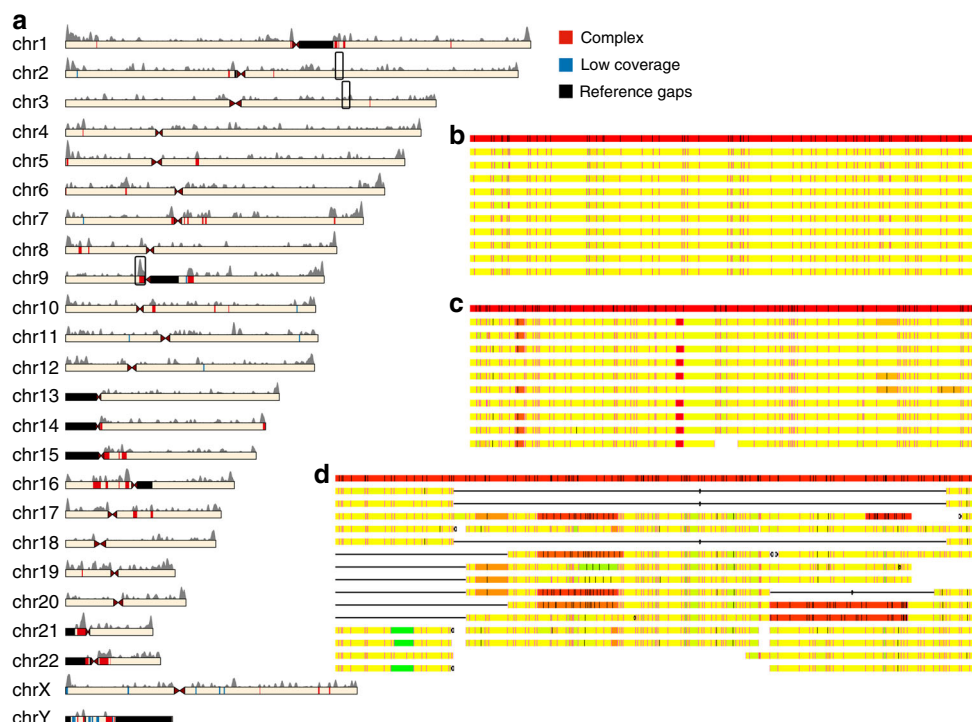 a
chr1
chr2
chr3
chr4
chr5
chr6
chr7
chr8
chr9
chr10
chr11
chr12
chr13
chr14
chr15
chr16
chr17
chr18
chr19
chr20
chr21
chr22
chrX
chrY
Complex
Low coverage
Reference gaps
b
c
d